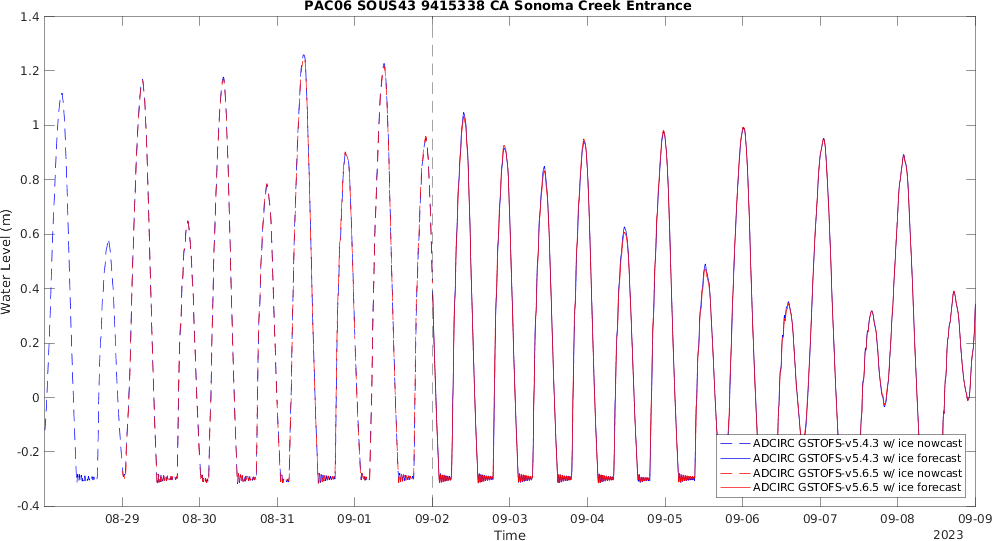 PAC06 SOUS43 9415338 CA Sonoma Creek Entrance
1.4
1.2
1
0.8
0.6
0.4
0.2
0
-0.2
-0.4
Water Level (m)
ADCIRC GSTOFS-v5.4.3 w/ ice nowcast
ADCIRC GSTOFS-v5.4.3 w/ ice forecast
ADCIRC GSTOFS-v5.6.5 w/ ice nowcast
ADCIRC GSTOFS-v5.6.5 w/ ice forecast
08-29 08-30 08-31 09-01 09-02 09-03 09-04 09-05 09-06 09-07 09-08 09-09
Time
2023